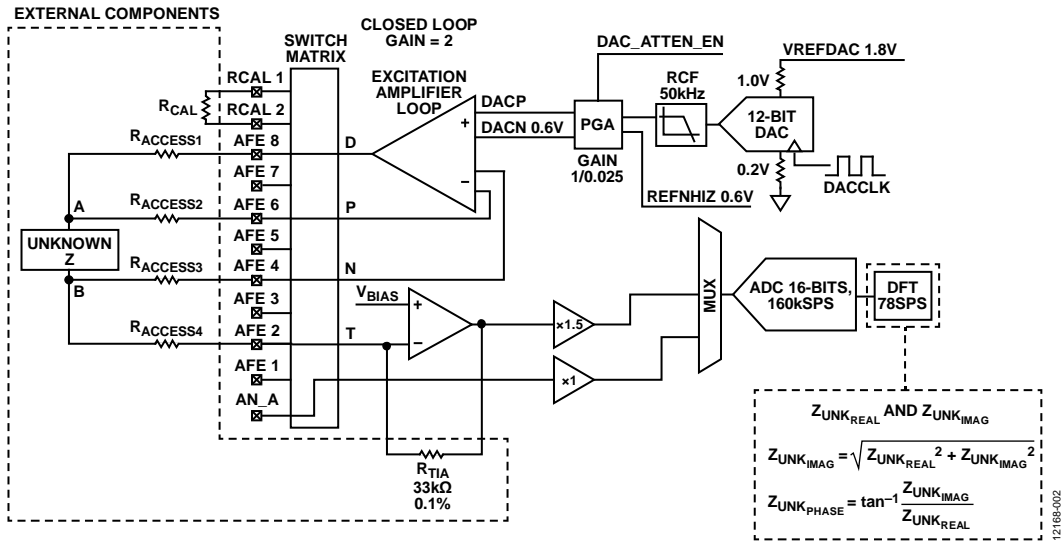 EXTERNAL COMPONENTS
CLOSED LOOP
GAIN = 2
SWITCH
MATRIX
EXCITATION
AMPLIFIER
LOOP
RCAL 1
RCAL 2
RCAL
RACCESS1
AFE 8
D
AFE 7
RACCESS2
AFE 6
P
A
AFE 5
UNKNOWN
Z
RACCESS3
AFE 4
N
B
AFE 3
RACCESS4
AFE 2
T
AFE 1
AN_A
+
–
DACP
DACN 0.6V
DAC_ATTEN_EN
PGA
GAIN
1/0.025
REFNHIZ 0.6V
RCF
50kHz
VREFDAC 1.8V
1.0V
12-BIT
DAC
0.2V
DACCLK
VBIAS
+
–
×1.5
×1
MUX
ADC 16-BITS,
160kSPS
DFT
78SPS
RTIA
33kΩ
0.1%
ZUNKREAL AND ZUNKIMAG
ZUNKIMAG = √ZUNKREAL² + ZUNKIMAG²
ZUNKPHASE = tan⁻¹ ZUNKIMAG
ZUNKREAL
12168-002